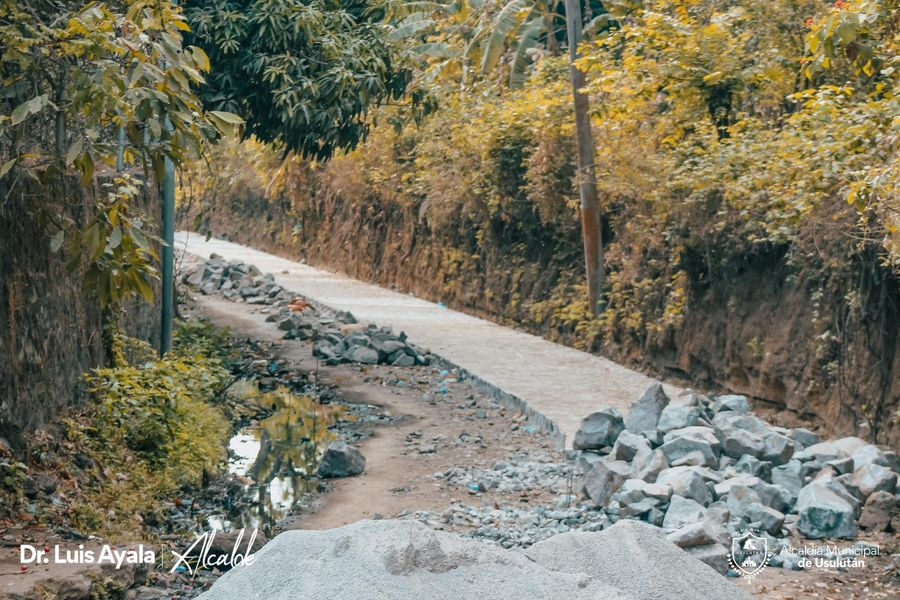 Dr. Luis Ayala | Alcalde
Alcaldía Municipal
de Usulután